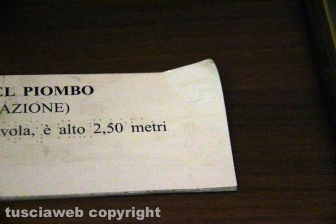 EL PIOMBO
AZIONE)
vola, è alto 2,50 metri
tusciaweb copyright